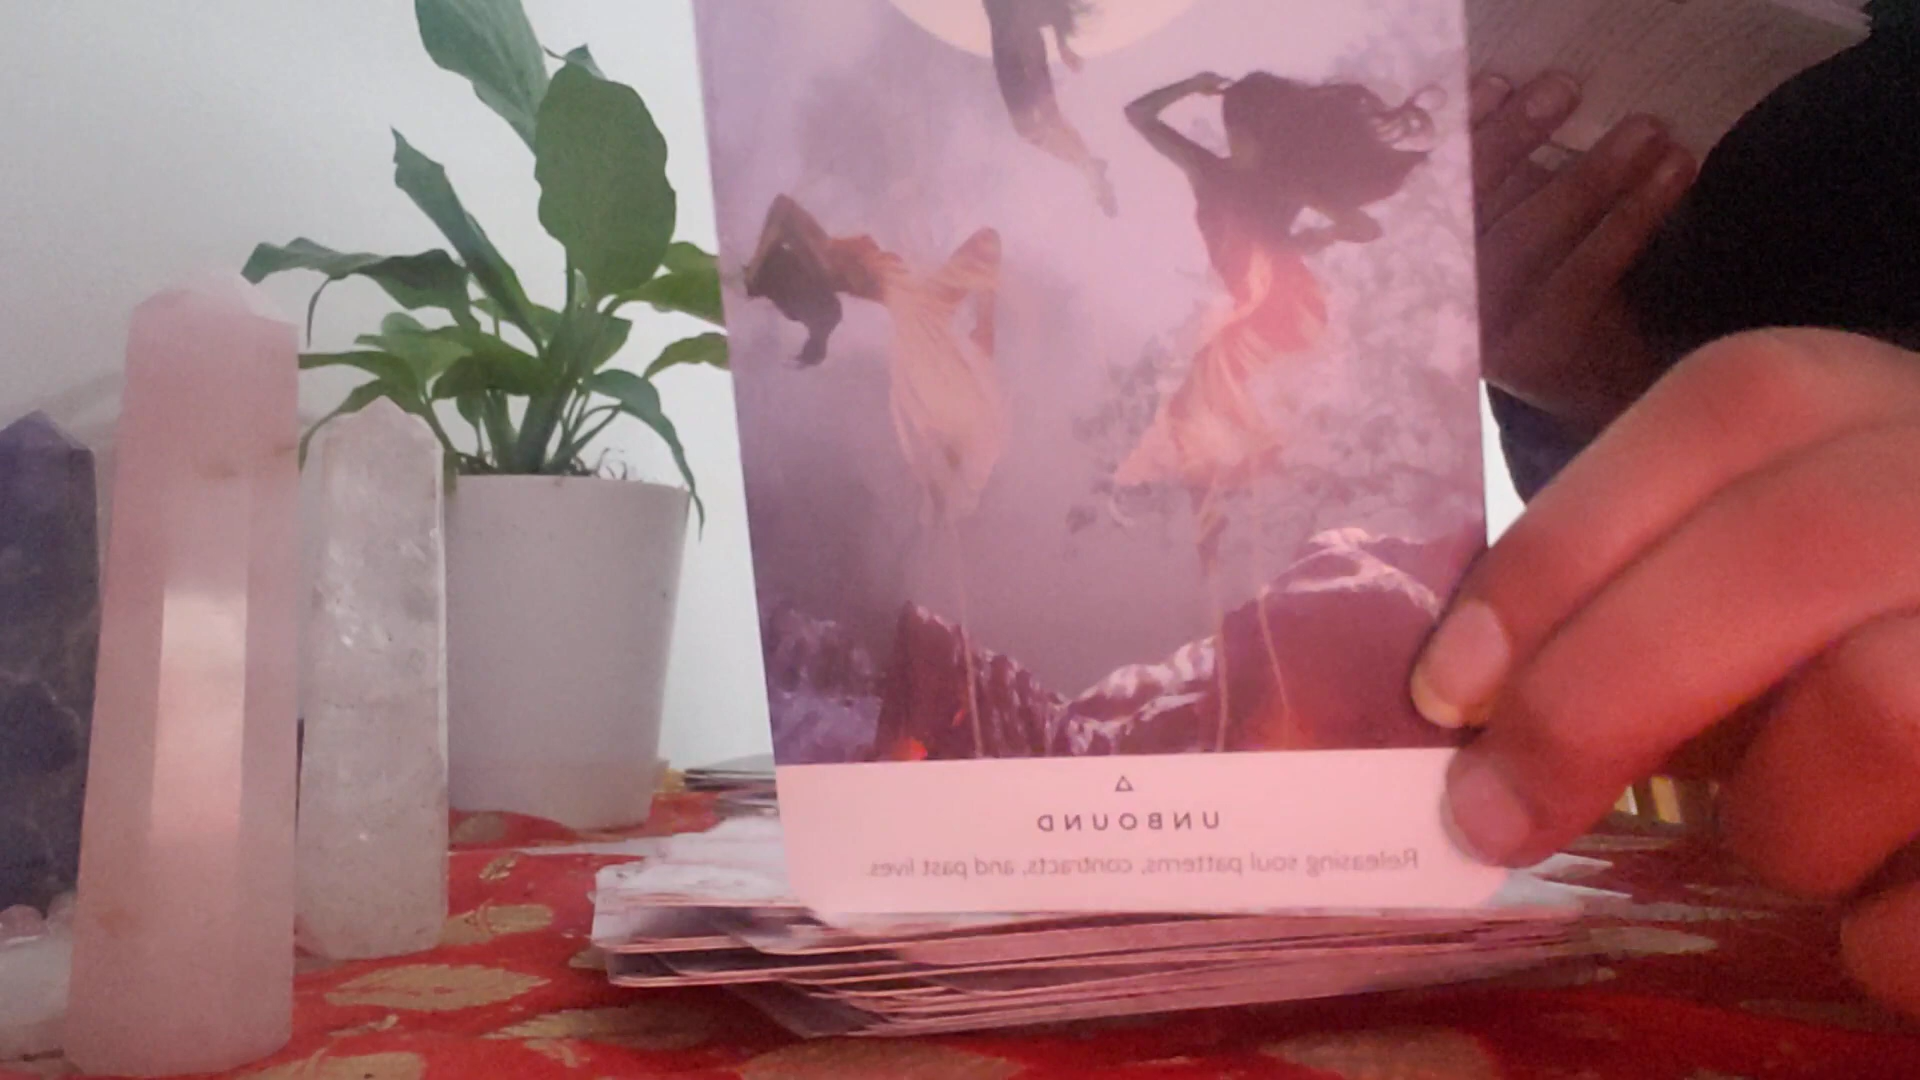 UNBOUND
Releasing soul patterns, contracts, and past lives.